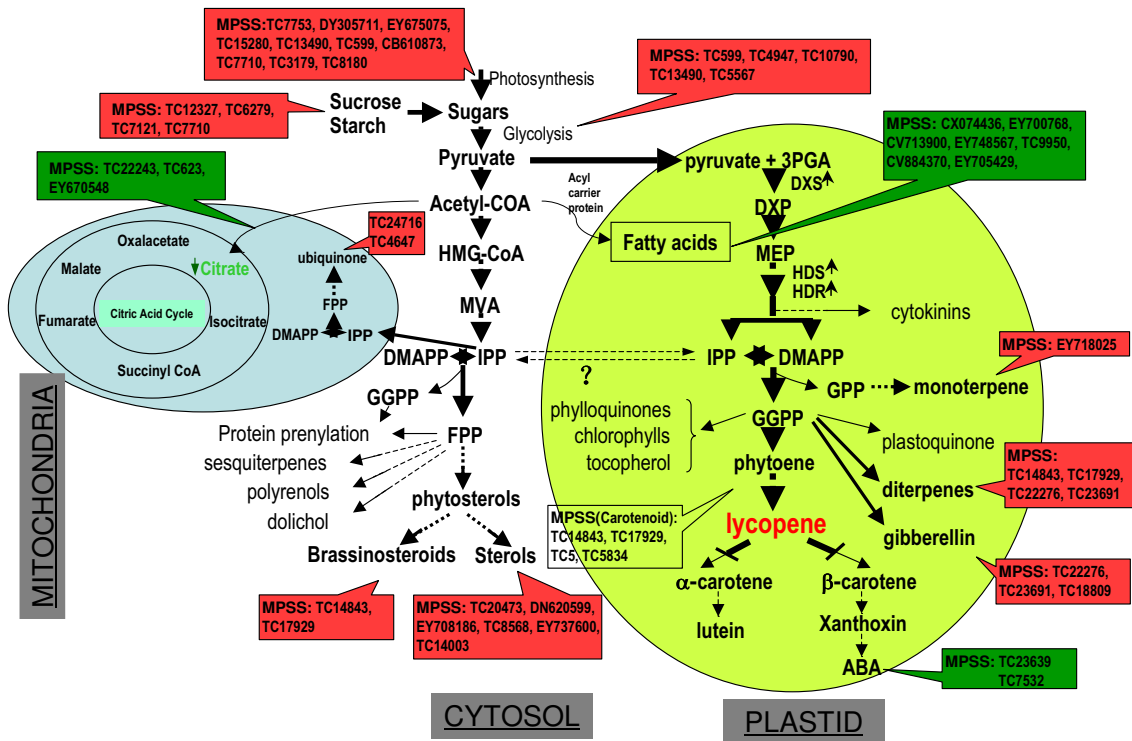 MPSS:TC7753, DY305711, EY675075,
TC15280, TC13490, TC599, CB610873,
TC7710, TC3179, TC8180
MPSS: TC599, TC4947, TC10790,
TC13490, TC5567
MPSS: TC12327, TC6279,
TC7121, TC7710
MPSS: CX074436, EY700768,
CV713900, EY748567, TC9950,
CV884370, EY705429,
MPSS: TC22243, TC623,
EY670548
Photosynthesis
Sucrose
Starch
Sugars
Glycolysis
Pyruvate
pyruvate + 3PGA
DXS
Acyl
carrier
protein
Acetyl-COA
DXP
Fatty acids
TC24716
TC4647
Oxalacetate
ubiquinone
HMG-CoA
MEP
Malate
Citrate
HDS
HDR
FPP
MVA
Citric Acid Cycle
Fumarate
Isocitrate
cytokinins
DMAPP
IPP
Succinyl CoA
DMAPP
IPP
?
IPP
DMAPP
MPSS: EY718025
GGPP
GPP
monoterpene
phylloquinones
chlorophylls
tocopherol
GGPP
Protein prenylation
FPP
plastoquinone
sesquiterpenes
polyrenols
dolichol
phytoene
MPSS:
TC14843, TC17929,
TC22276, TC23691
diterpenes
phytosterols
MPSS(Carotenoid):
TC14843, TC17929,
TC5, TC5834
lycopene
gibberellin
Brassinosteroids
Sterols
α-carotene
β-carotene
MPSS: TC22276,
TC23691, TC18809
MPSS: TC14843,
TC17929
MPSS: TC20473, DN620599,
EY708186, TC8568, EY737600,
TC14003
lutein
Xanthoxin
ABA
MPSS: TC23639
TC7532
MITOCHONDRIA
CYTOSOL
PLASTID